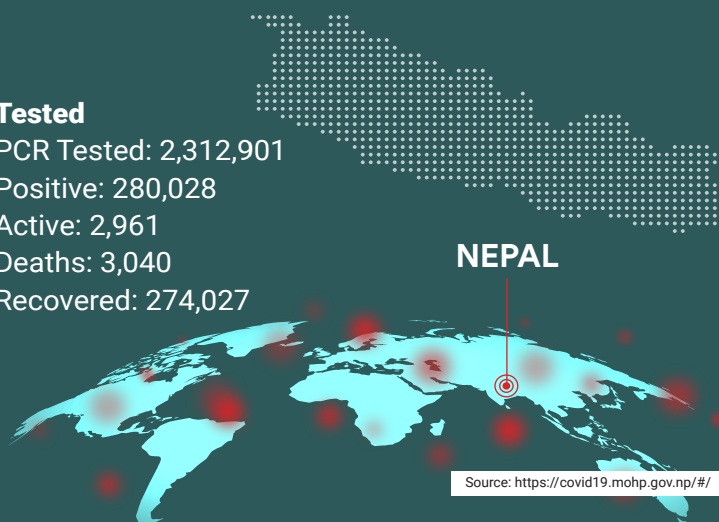 Tested
PCR Tested: 2,312,901
Positive: 280,028
Active: 2,961
Deaths: 3,040
Recovered: 274,027
NEPAL
Source: https://covid19.mohp.gov.np/#/